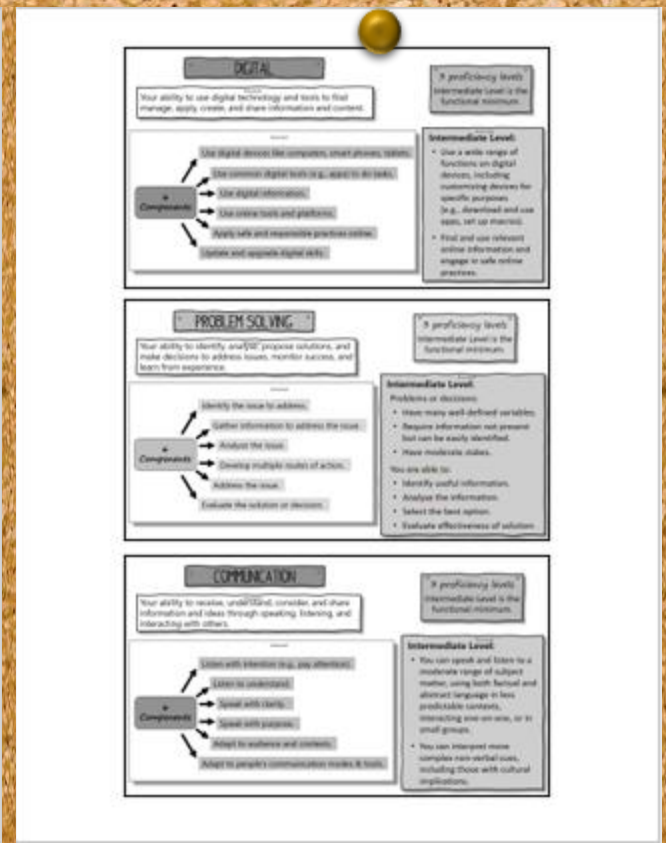 DIGITAL
Your ability to use digital technology and tools to find
manage, apply, create, and share information and content.
3 proficiency levels
Intermediate Level is the
functional minimum.
6
Components
Use digital devices like computers, smart phones, tablets.
Use common digital tools (e.g., apps) to do tasks.
Use digital information.
Use online tools and platforms.
Apply safe and responsible practices online.
Update and upgrade digital skills.
Intermediate Level:
• Use a wide range of
functions on digital
devices, including
customizing devices for
specific purposes
(e.g., download and use
apps, set up macros).
• Find and use relevant
online information and
engage in safe online
practices.
PROBLEM SOLVING
Your ability to identify, analyse, propose solutions, and
make decisions to address issues, monitor success, and
learn from experience.
3 proficiency levels
Intermediate Level is the
functional minimum.
6
Components
Identify the issue to address.
Gather information to address the issue.
Analyse the issue.
Develop multiple routes of action.
Address the issue.
Evaluate the solution or decision.
Intermediate Level:
Problems or decisions:
• Have many well-defined variables.
• Require information not present
but can be easily identified.
• Have moderate stakes.
You are able to:
• Identify useful information.
• Analyse the information.
• Select the best option.
• Evaluate effectiveness of solution
COMMUNICATION
Your ability to receive, understand, consider, and share
information and ideas through speaking, listening, and
interacting with others.
3 proficiency levels
Intermediate Level is the
functional minimum.
6
Components
Listen with intention (e.g., pay attention).
Listen to understand.
Speak with clarity.
Speak with purpose.
Adapt to audience and contexts.
Adapt to people's communication modes & tools.
Intermediate Level:
• You can speak and listen to a
moderate range of subject
matter, using both factual and
abstract language in less
predictable contexts,
interacting one-on-one, or in
small groups.
• You can interpret more
complex non-verbal cues,
including those with cultural
implications.